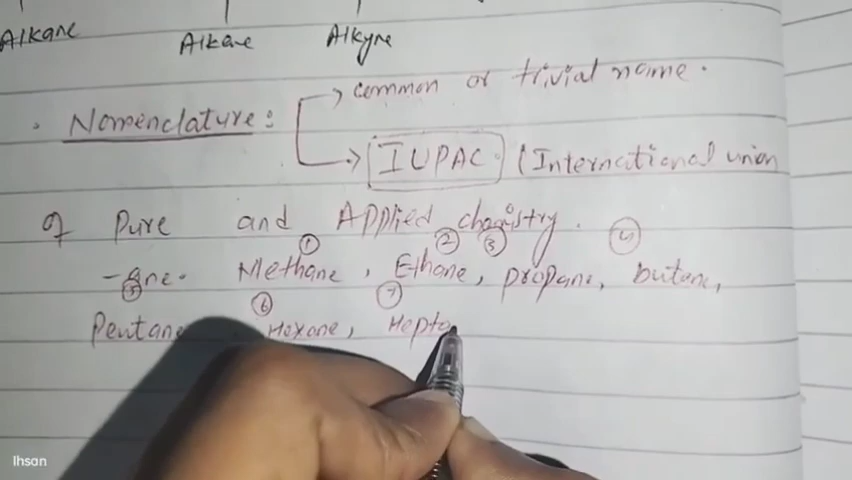 Alkane Alkane Alkyne
common or trivial name.
. Nomenclature:
IUPAC. (International union
of Pure and Applied chemistry.
① ② ③ ④
-ane. Methane, Ethane, propane, butane,
⑤ ⑥ ⑦
Pentane Hexane, Hepta
Ihsan